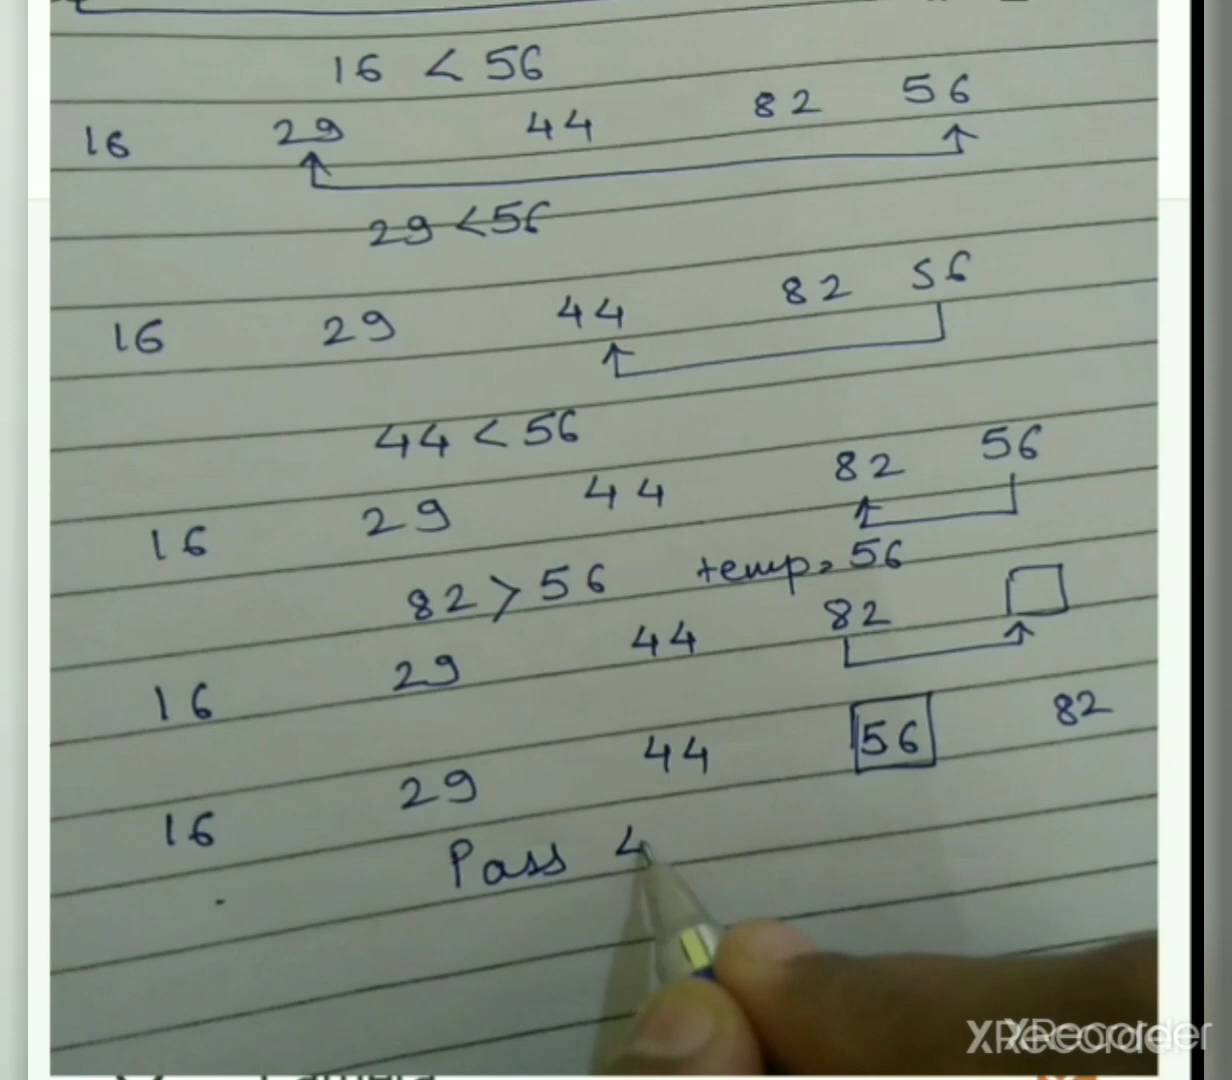 16 < 56
16 29 44 82 56
29 < 56
16 29 44 82 56
44 < 56
16 29 44 82 56
82 > 56 temp = 56
16 29 44 82
16 29 44 56 82
Pass 4
XRecorder